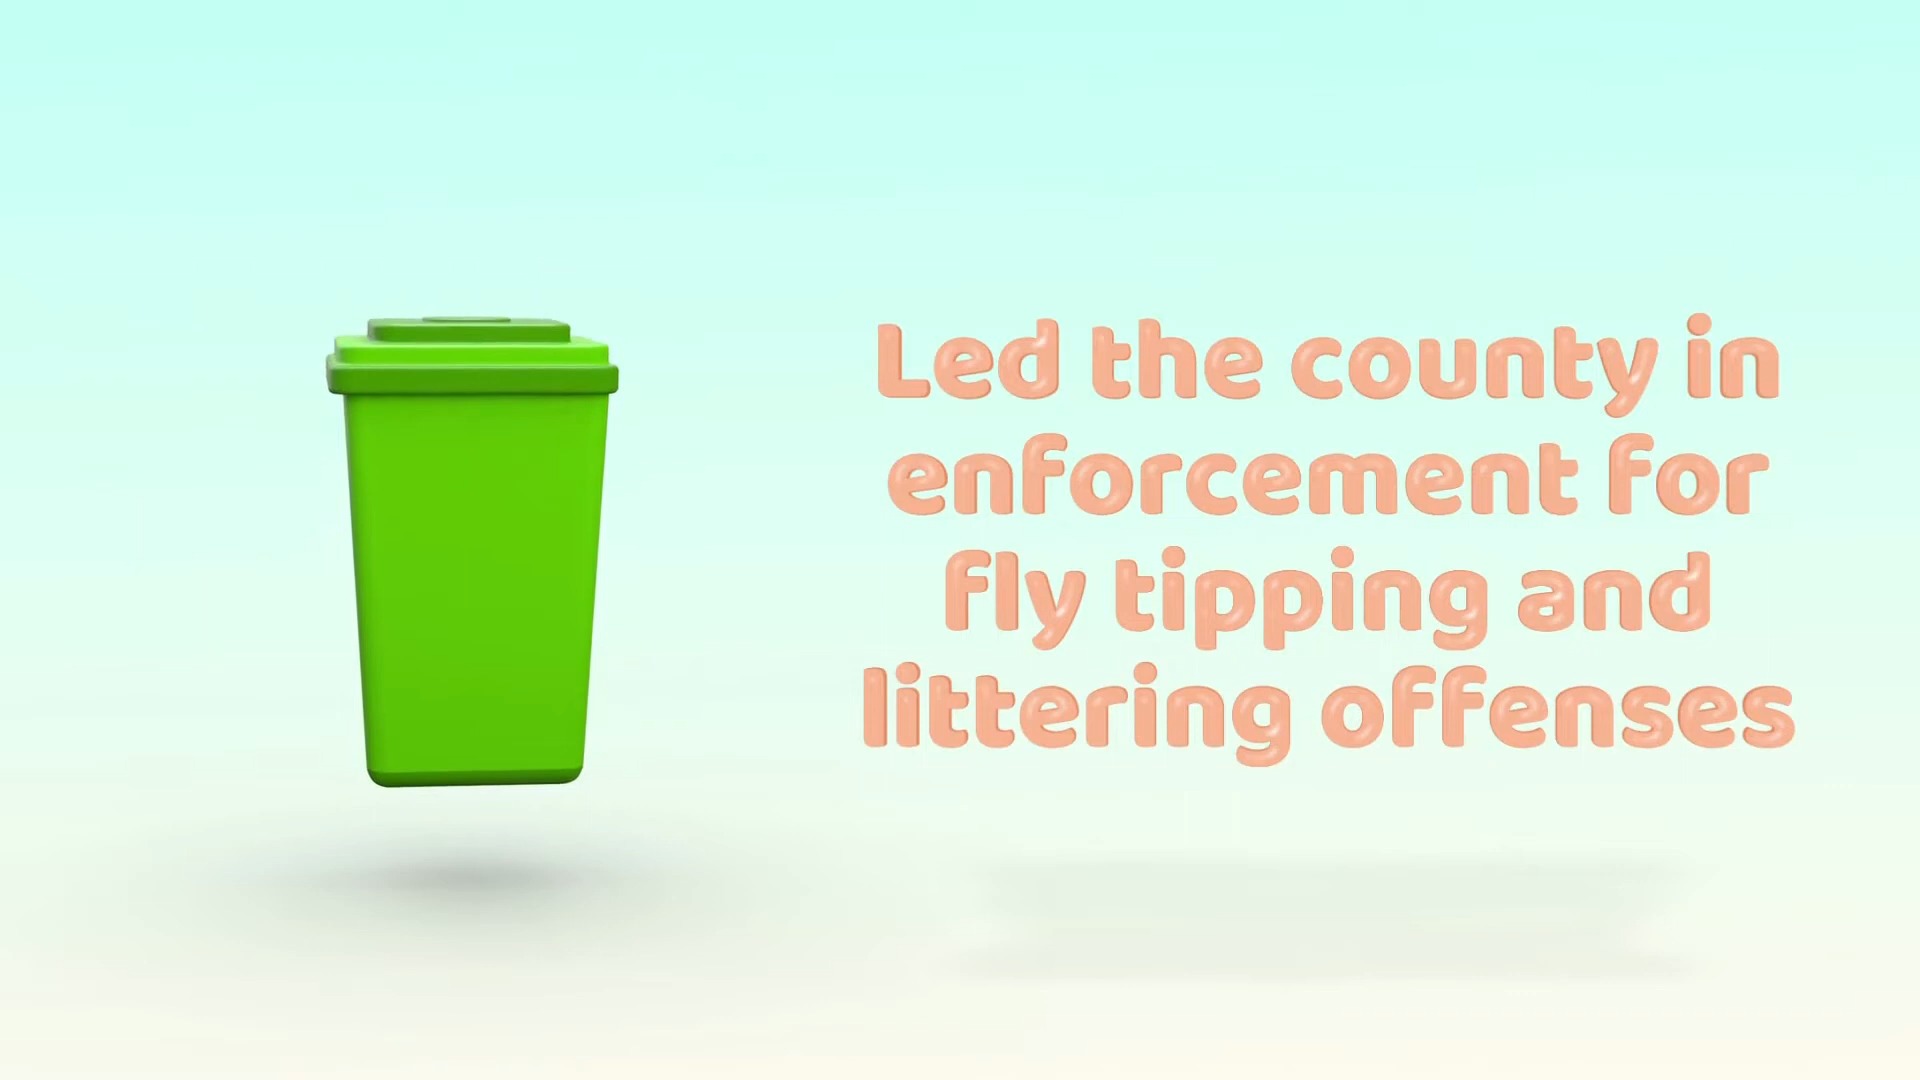 Led the county in
enforcement for
fly tipping and
littering offenses